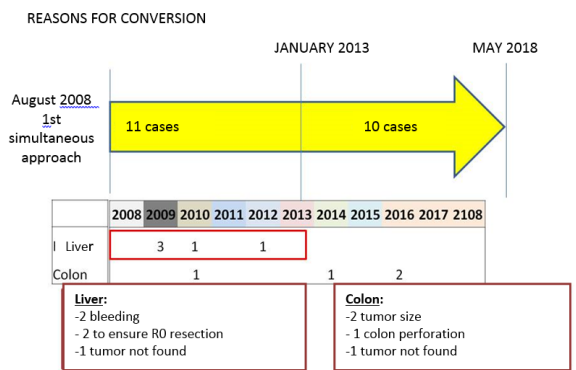 REASONS FOR CONVERSION
JANUARY 2013 MAY 2018
August 2008
1st
simultaneous
approach
11 cases 10 cases
2008 2009 2010 2011 2012 2013 2014 2015 2016 2017 2108
I Liver 3 1 1
Colon 1 1 2
Liver:
-2 bleeding
- 2 to ensure R0 resection
-1 tumor not found
Colon:
-2 tumor size
- 1 colon perforation
-1 tumor not found